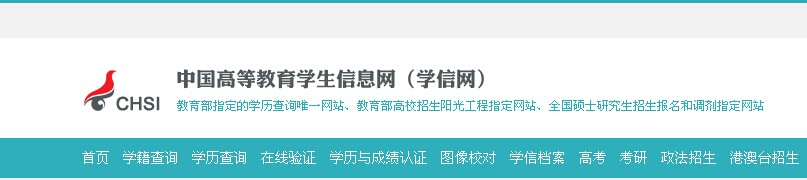 中国高等教育学生信息网（学信网）
CHSI
教育部指定的学历查询唯一网站、教育部高校招生阳光工程指定网站、全国硕士研究生招生报名和调剂指定网站
首页 学籍查询 学历查询 在线验证 学历与成绩认证 图像校对 学信档案 高考 考研 政法招生 港澳台招生